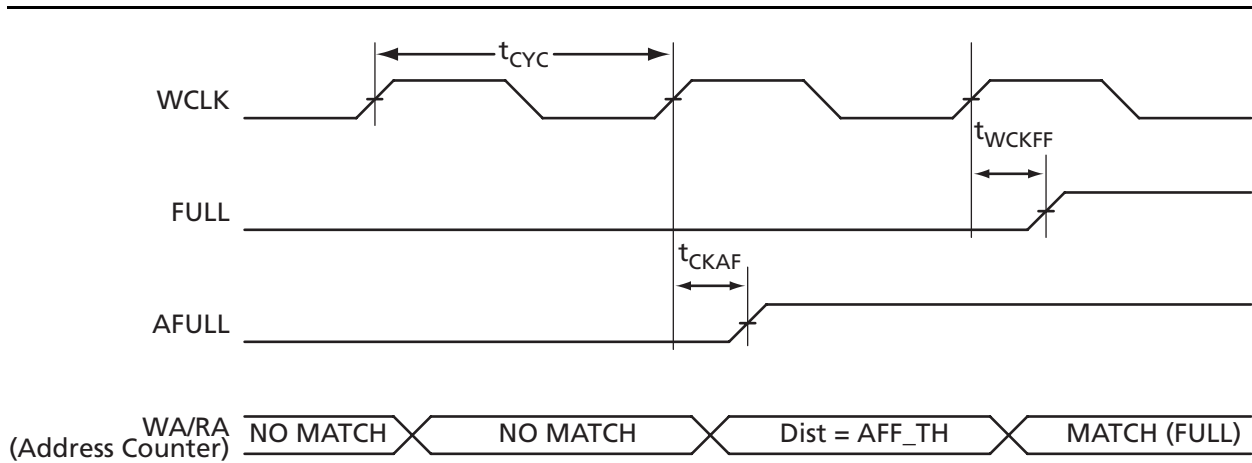 tCYC
WCLK
tWCKFF
FULL
tCKAF
AFULL
WA/RA
(Address Counter)
NO MATCH
NO MATCH
Dist = AFF_TH
MATCH (FULL)